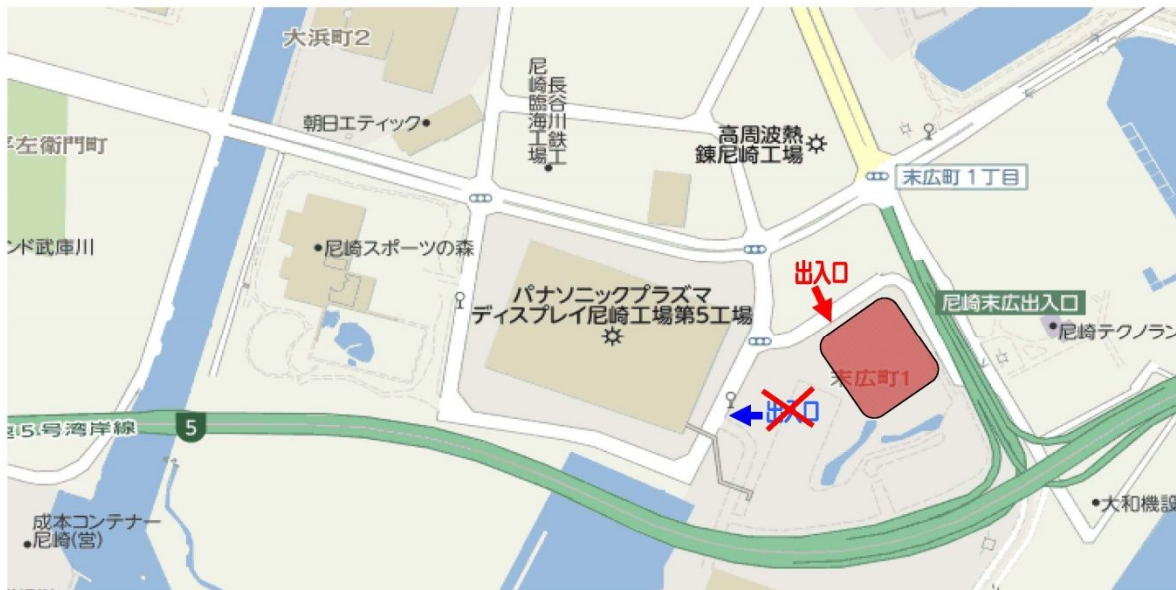 大浜町2
尼崎臨海工場
長谷川鉄工
朝日エティック
高周波熱
錬尼崎工場
左衛門町
末広町1丁目
ンド武庫川
尼崎スポーツの森
出入口
パナソニックプラズマ
ディスプレイ尼崎工場第5工場
尼崎末広出入口
尼崎テクノラン
末広町1
出入口
5号湾岸線
5
大和機設
成本コンテナー
尼崎(営)